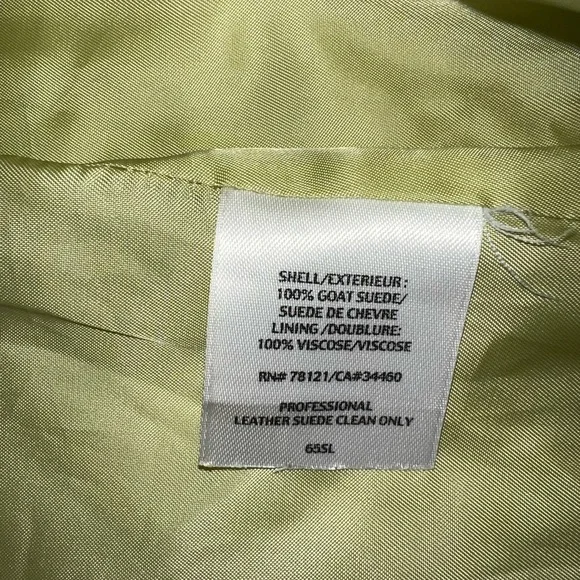 SHELL/EXTERIEUR :
100% GOAT SUEDE/
SUEDE DE CHEVRE
LINING /DOUBLURE:
100% VISCOSE/VISCOSE
RN# 78121/CA#34460
PROFESSIONAL
LEATHER SUEDE CLEAN ONLY
65SL